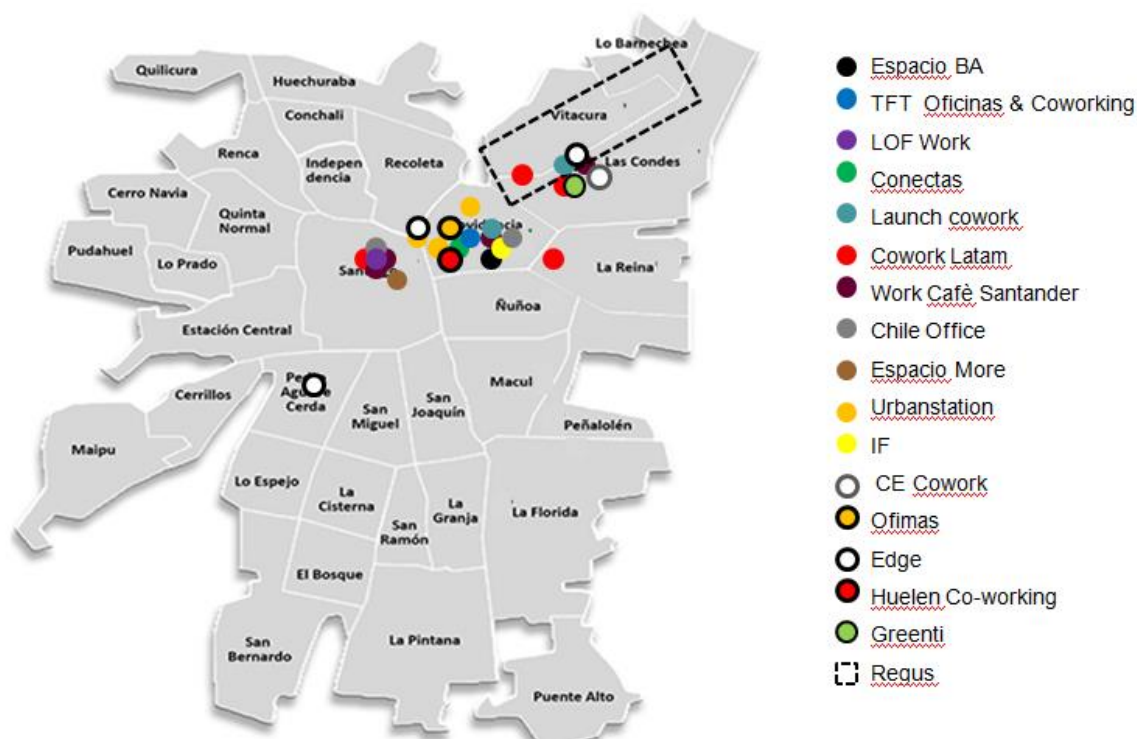 Lo Barnechea
Quilicura
Huechuraba
Conchali
Vitacura
Renca
Indepen
dencia
Recoleta
Las Condes
Cerro Navia
Quinta
Normal
Pudahuel
Lo Prado
La Reina
Ñuñoa
Estación Central
Cerrillos
Cerda
Macul
San
Miguel
San
Joaquín
Peñalolén
Maipu
Lo Espejo
La
Cisterna
La
Granja
San
Ramón
La Florida
El Bosque
San
Bernardo
La Pintana
Puente Alto
Espacio BA
TFT Oficinas & Coworking
LOF Work
Conectas
Launch cowork
Cowork Latam
Work Cafè Santander
Chile Office
Espacio More
Urbanstation
IF
CE Cowork
Ofimas
Edge
Huelen Co-working
Greenti
Regus